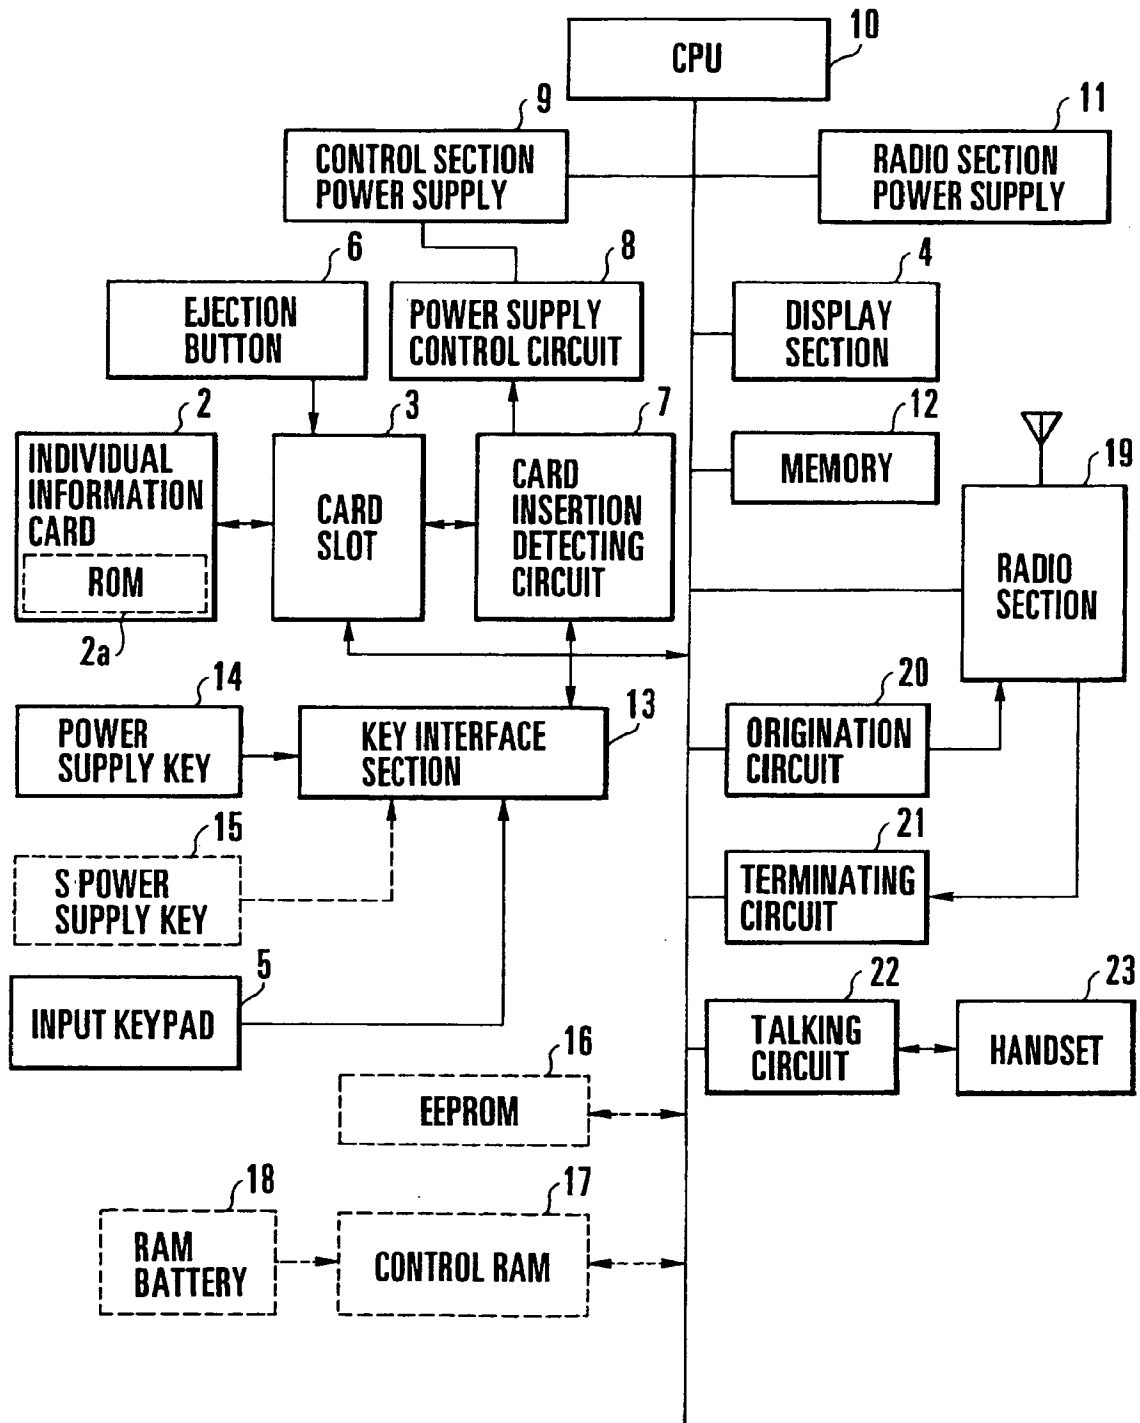 10
CPU
9
CONTROL SECTION
POWER SUPPLY
11
RADIO SECTION
POWER SUPPLY
6
EJECTION
BUTTON
8
POWER SUPPLY
CONTROL CIRCUIT
4
DISPLAY
SECTION
2
INDIVIDUAL
INFORMATION
CARD
ROM
2a
3
CARD
SLOT
7
CARD
INSERTION
DETECTING
CIRCUIT
12
MEMORY
19
RADIO
SECTION
14
POWER
SUPPLY KEY
13
KEY INTERFACE
SECTION
20
ORIGINATION
CIRCUIT
15
S POWER
SUPPLY KEY
21
TERMINATING
CIRCUIT
5
INPUT KEYPAD
22
TALKING
CIRCUIT
23
HANDSET
16
EEPROM
18
RAM
BATTERY
17
CONTROL RAM